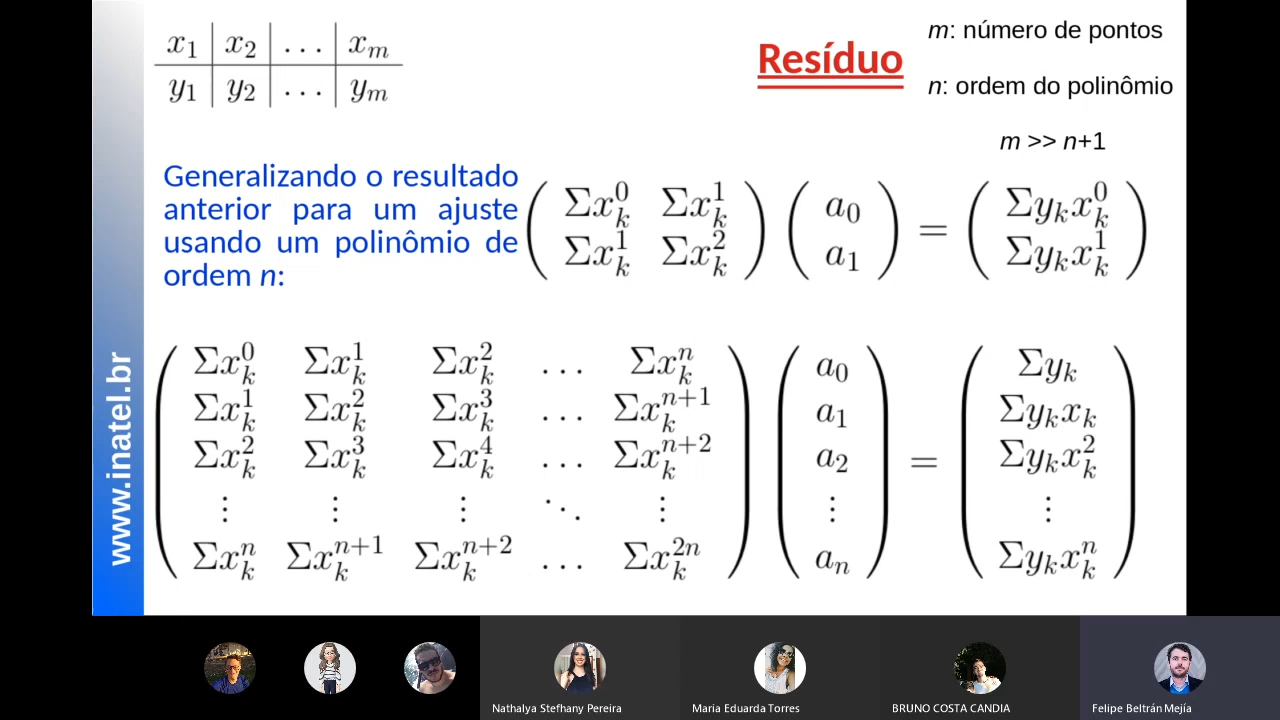 x₁ | x₂ | … | xₘ
y₁ | y₂ | … | yₘ
Resíduo
m: número de pontos
n: ordem do polinômio
m >> n+1
Generalizando o resultado
anterior para um ajuste
usando um polinômio de
ordem n:
( Σx_k^0 Σx_k^1 ) ( a₀ ) = ( Σy_k x_k^0 )
( Σx_k^1 Σx_k^2 ) ( a₁ ) = ( Σy_k x_k^1 )
( Σx_k^0 Σx_k^1 Σx_k^2 … Σx_k^n ) ( a₀ ) = ( Σy_k )
( Σx_k^1 Σx_k^2 Σx_k^3 … Σx_k^{n+1} ) ( a₁ ) = ( Σy_k x_k )
( Σx_k^2 Σx_k^3 Σx_k^4 … Σx_k^{n+2} ) ( a₂ ) = ( Σy_k x_k^2 )
( ⋮ ⋮ ⋮ ⋱ ⋮ ) ( ⋮ ) = ( ⋮ )
( Σx_k^n Σx_k^{n+1} Σx_k^{n+2} … Σx_k^{2n} ) ( aₙ ) = ( Σy_k x_k^n )
www.inatel.br
Nathalya Stefhany Pereira
Maria Eduarda Torres
BRUNO COSTA CANDIA
Felipe Beltrán Mejía